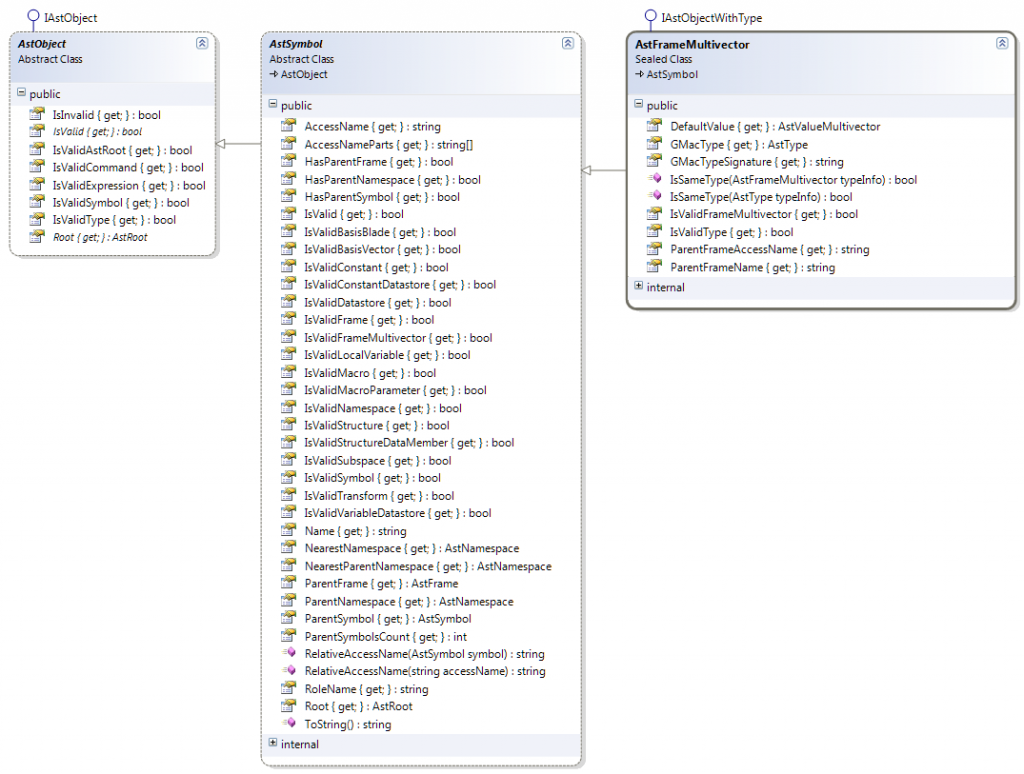 IAstObject
AstObject
Abstract Class
public
IsInvalid { get; } : bool
IsValid { get; } : bool
IsValidAstRoot { get; } : bool
IsValidCommand { get; } : bool
IsValidExpression { get; } : bool
IsValidSymbol { get; } : bool
IsValidType { get; } : bool
Root { get; } : AstRoot
AstSymbol
Abstract Class
AstObject
public
AccessName { get; } : string
AccessNameParts { get; } : string[]
HasParentFrame { get; } : bool
HasParentNamespace { get; } : bool
HasParentSymbol { get; } : bool
IsValid { get; } : bool
IsValidBasisBlade { get; } : bool
IsValidBasisVector { get; } : bool
IsValidConstant { get; } : bool
IsValidConstantDatastore { get; } : bool
IsValidDatastore { get; } : bool
IsValidFrame { get; } : bool
IsValidFrameMultivector { get; } : bool
IsValidLocalVariable { get; } : bool
IsValidMacro { get; } : bool
IsValidMacroParameter { get; } : bool
IsValidNamespace { get; } : bool
IsValidStructure { get; } : bool
IsValidStructureDataMember { get; } : bool
IsValidSubspace { get; } : bool
IsValidSymbol { get; } : bool
IsValidTransform { get; } : bool
IsValidVariableDatastore { get; } : bool
Name { get; } : string
NearestNamespace { get; } : AstNamespace
NearestParentNamespace { get; } : AstNamespace
ParentFrame { get; } : AstFrame
ParentNamespace { get; } : AstNamespace
ParentSymbol { get; } : AstSymbol
ParentSymbolsCount { get; } : int
RelativeAccessName(AstSymbol symbol) : string
RelativeAccessName(string accessName) : string
RoleName { get; } : string
Root { get; } : AstRoot
ToString() : string
internal
IAstObjectWithType
AstFrameMultivector
Sealed Class
AstSymbol
public
DefaultValue { get; } : AstValueMultivector
GMacType { get; } : AstType
GMacTypeSignature { get; } : string
IsSameType(AstFrameMultivector typeInfo) : bool
IsSameType(AstType typeInfo) : bool
IsValidFrameMultivector { get; } : bool
IsValidType { get; } : bool
ParentFrameAccessName { get; } : string
ParentFrameName { get; } : string
internal